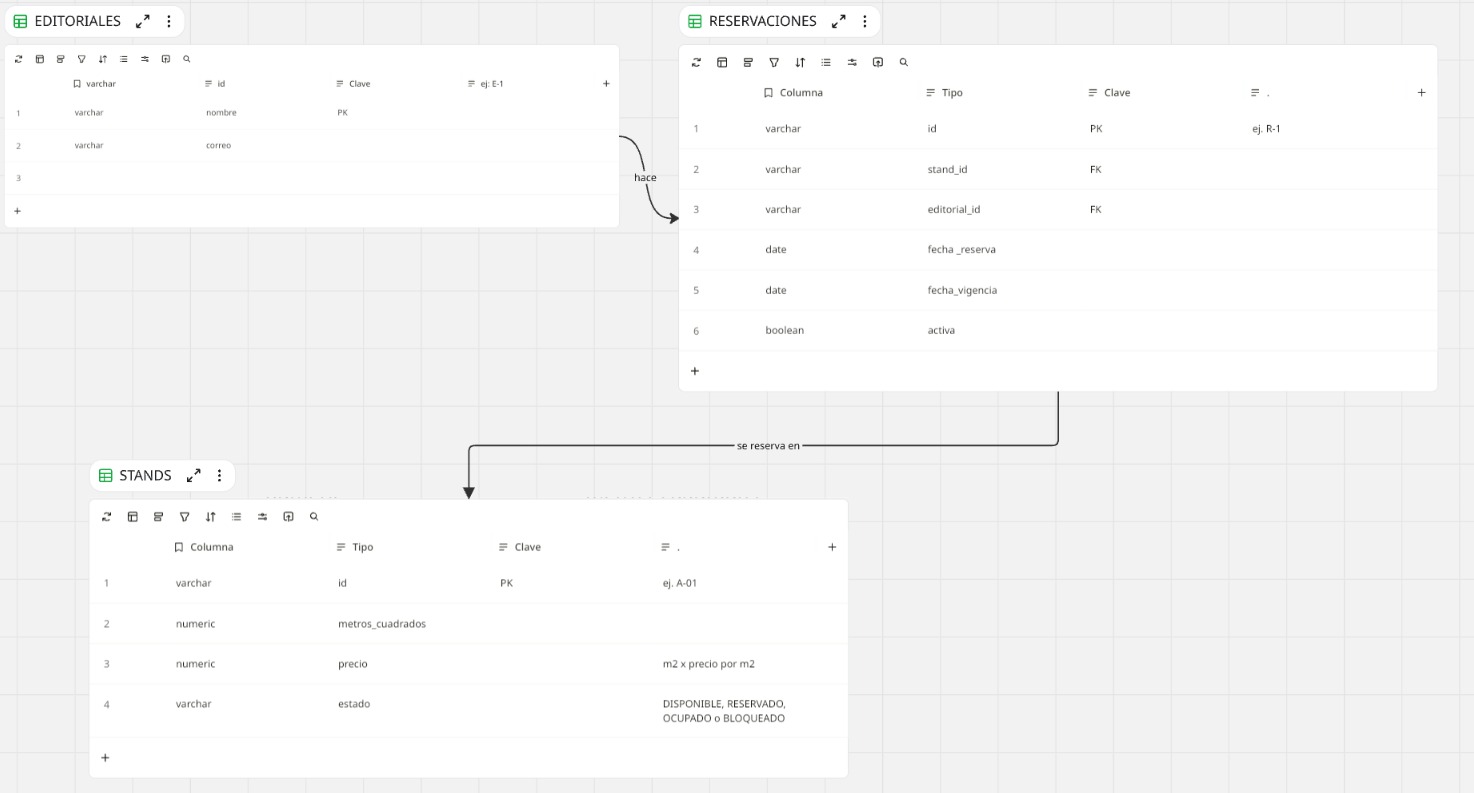 EDITORIALES
varchar id Clave ej: E-1
1 varchar nombre PK
2 varchar correo
3
hace
RESERVACIONES
Columna Tipo Clave .
1 varchar id PK ej. R-1
2 varchar stand_id FK
3 varchar editorial_id FK
4 date fecha _reserva
5 date fecha_vigencia
6 boolean activa
se reserva en
STANDS
Columna Tipo Clave .
1 varchar id PK ej. A-01
2 numeric metros_cuadrados
3 numeric precio m2 x precio por m2
4 varchar estado DISPONIBLE, RESERVADO,
OCUPADO o BLOQUEADO